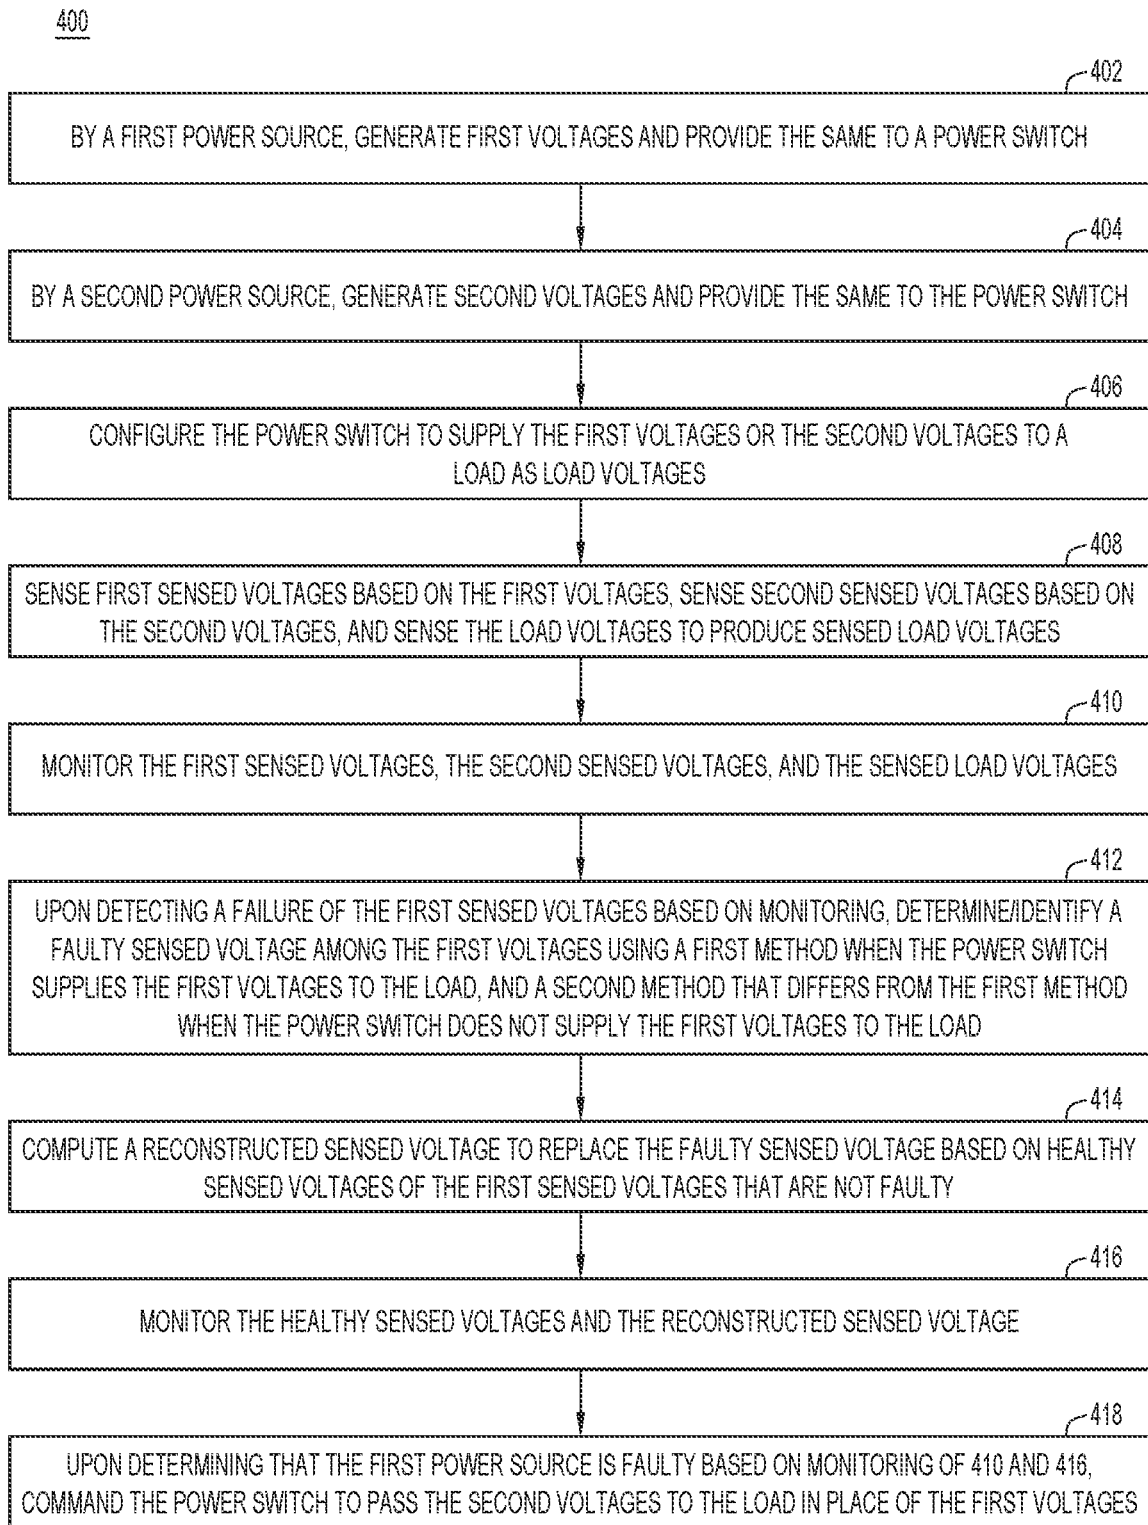 400
402
BY A FIRST POWER SOURCE, GENERATE FIRST VOLTAGES AND PROVIDE THE SAME TO A POWER SWITCH
404
BY A SECOND POWER SOURCE, GENERATE SECOND VOLTAGES AND PROVIDE THE SAME TO THE POWER SWITCH
406
CONFIGURE THE POWER SWITCH TO SUPPLY THE FIRST VOLTAGES OR THE SECOND VOLTAGES TO A
LOAD AS LOAD VOLTAGES
408
SENSE FIRST SENSED VOLTAGES BASED ON THE FIRST VOLTAGES, SENSE SECOND SENSED VOLTAGES BASED ON
THE SECOND VOLTAGES, AND SENSE THE LOAD VOLTAGES TO PRODUCE SENSED LOAD VOLTAGES
410
MONITOR THE FIRST SENSED VOLTAGES, THE SECOND SENSED VOLTAGES, AND THE SENSED LOAD VOLTAGES
412
UPON DETECTING A FAILURE OF THE FIRST SENSED VOLTAGES BASED ON MONITORING, DETERMINE/IDENTIFY A
FAULTY SENSED VOLTAGE AMONG THE FIRST VOLTAGES USING A FIRST METHOD WHEN THE POWER SWITCH
SUPPLIES THE FIRST VOLTAGES TO THE LOAD, AND A SECOND METHOD THAT DIFFERS FROM THE FIRST METHOD
WHEN THE POWER SWITCH DOES NOT SUPPLY THE FIRST VOLTAGES TO THE LOAD
414
COMPUTE A RECONSTRUCTED SENSED VOLTAGE TO REPLACE THE FAULTY SENSED VOLTAGE BASED ON HEALTHY
SENSED VOLTAGES OF THE FIRST SENSED VOLTAGES THAT ARE NOT FAULTY
416
MONITOR THE HEALTHY SENSED VOLTAGES AND THE RECONSTRUCTED SENSED VOLTAGE
418
UPON DETERMINING THAT THE FIRST POWER SOURCE IS FAULTY BASED ON MONITORING OF 410 AND 416,
COMMAND THE POWER SWITCH TO PASS THE SECOND VOLTAGES TO THE LOAD IN PLACE OF THE FIRST VOLTAGES